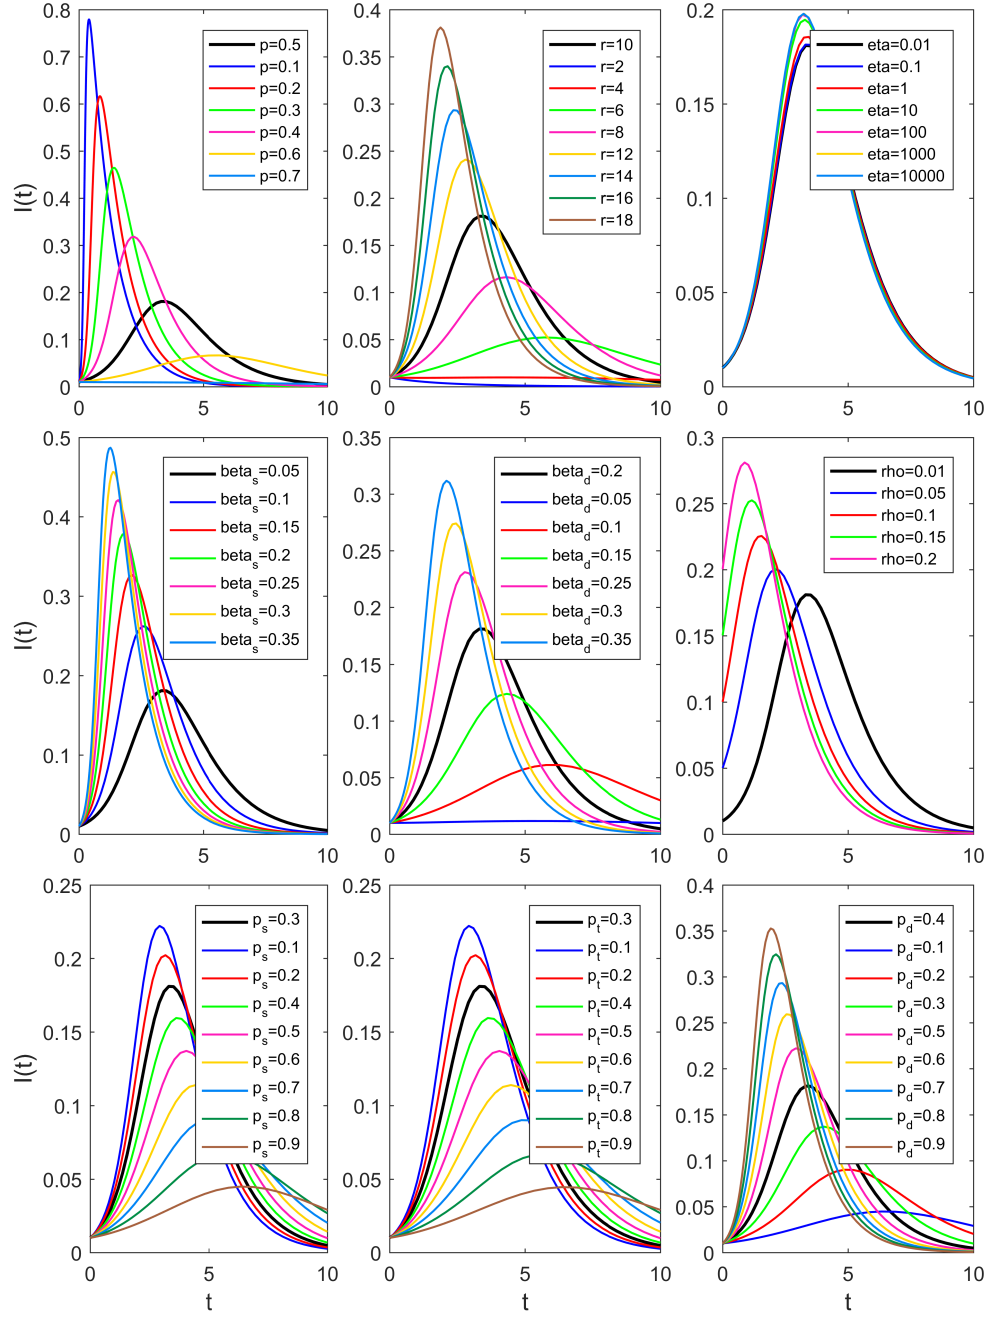 0.8
0.7
0.6
0.5
0.4
0.3
0.2
0.1
0
I(t)
p=0.5
p=0.1
p=0.2
p=0.3
p=0.4
p=0.6
p=0.7
0
5
0.4
0.35
0.3
0.25
0.2
0.15
0.1
0.05
0
r=10
r=2
r=4
r=6
r=8
r=12
r=14
r=16
r=18
0
5
10
0.2
0.15
0.1
0.05
0
eta=0.01
eta=0.1
eta=1
eta=10
eta=100
eta=1000
eta=10000
0
5
10
0.5
0.4
0.3
0.2
0.1
0
I(t)
beta_s=0.05
beta_s=0.1
beta_s=0.15
beta_s=0.2
beta_s=0.25
beta_s=0.3
beta_s=0.35
0
5
10
0.35
0.3
0.25
0.2
0.15
0.1
0.05
0
beta_d=0.2
beta_d=0.05
beta_d=0.1
beta_d=0.15
beta_d=0.25
beta_d=0.3
beta_d=0.35
0
5
10
0.3
0.25
0.2
0.15
0.1
0.05
0
rho=0.01
rho=0.05
rho=0.1
rho=0.15
rho=0.2
0
5
10
0.25
0.2
0.15
0.1
0.05
0
I(t)
p_s=0.3
p_s=0.1
p_s=0.2
p_s=0.4
p_s=0.5
p_s=0.6
p_s=0.7
p_s=0.8
p_s=0.9
0
5
10
t
0.25
0.2
0.15
0.1
0.05
0
p_t=0.3
p_t=0.1
p_t=0.2
p_t=0.4
p_t=0.5
p_t=0.6
p_t=0.7
p_t=0.8
p_t=0.9
0
5
10
t
0.4
0.35
0.3
0.25
0.2
0.15
0.1
0.05
0
p_d=0.4
p_d=0.1
p_d=0.2
p_d=0.3
p_d=0.5
p_d=0.6
p_d=0.7
p_d=0.8
p_d=0.9
0
5
10
t